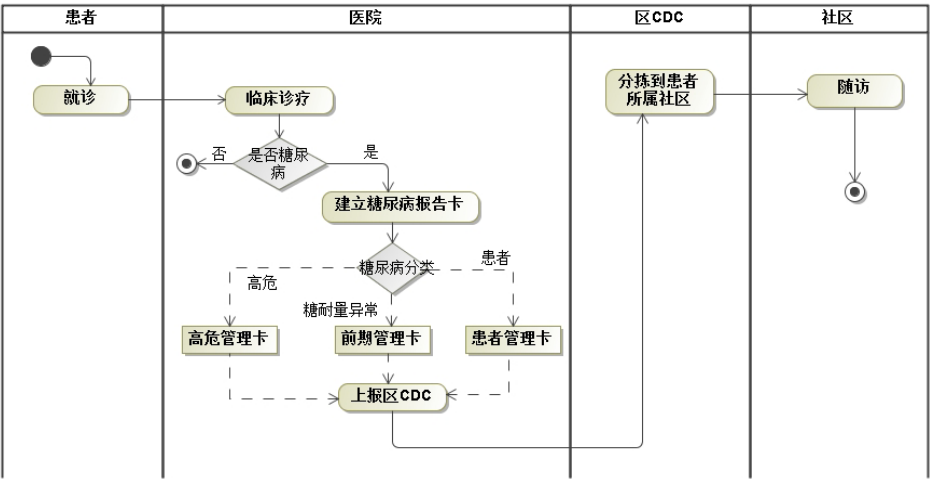 患者
医院
区CDC
社区
就诊
临床诊疗
分拣到患者
所属社区
随访
否
是否糖尿
病
是
建立糖尿病报告卡
糖尿病分类
患者
高危
糖耐量异常
高危管理卡
前期管理卡
患者管理卡
上报区CDC